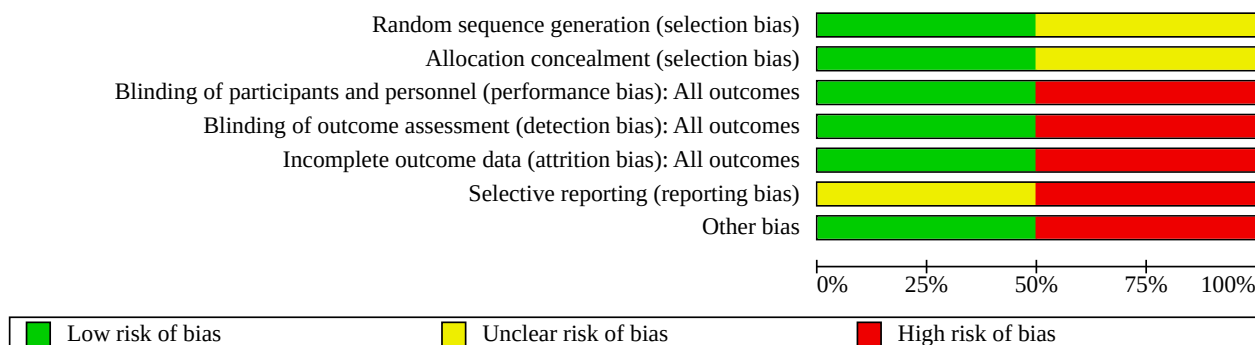 Random sequence generation (selection bias)
Allocation concealment (selection bias)
Blinding of participants and personnel (performance bias): All outcomes
Blinding of outcome assessment (detection bias): All outcomes
Incomplete outcome data (attrition bias): All outcomes
Selective reporting (reporting bias)
Other bias
0% 25% 50% 75% 100%
Low risk of bias Unclear risk of bias High risk of bias